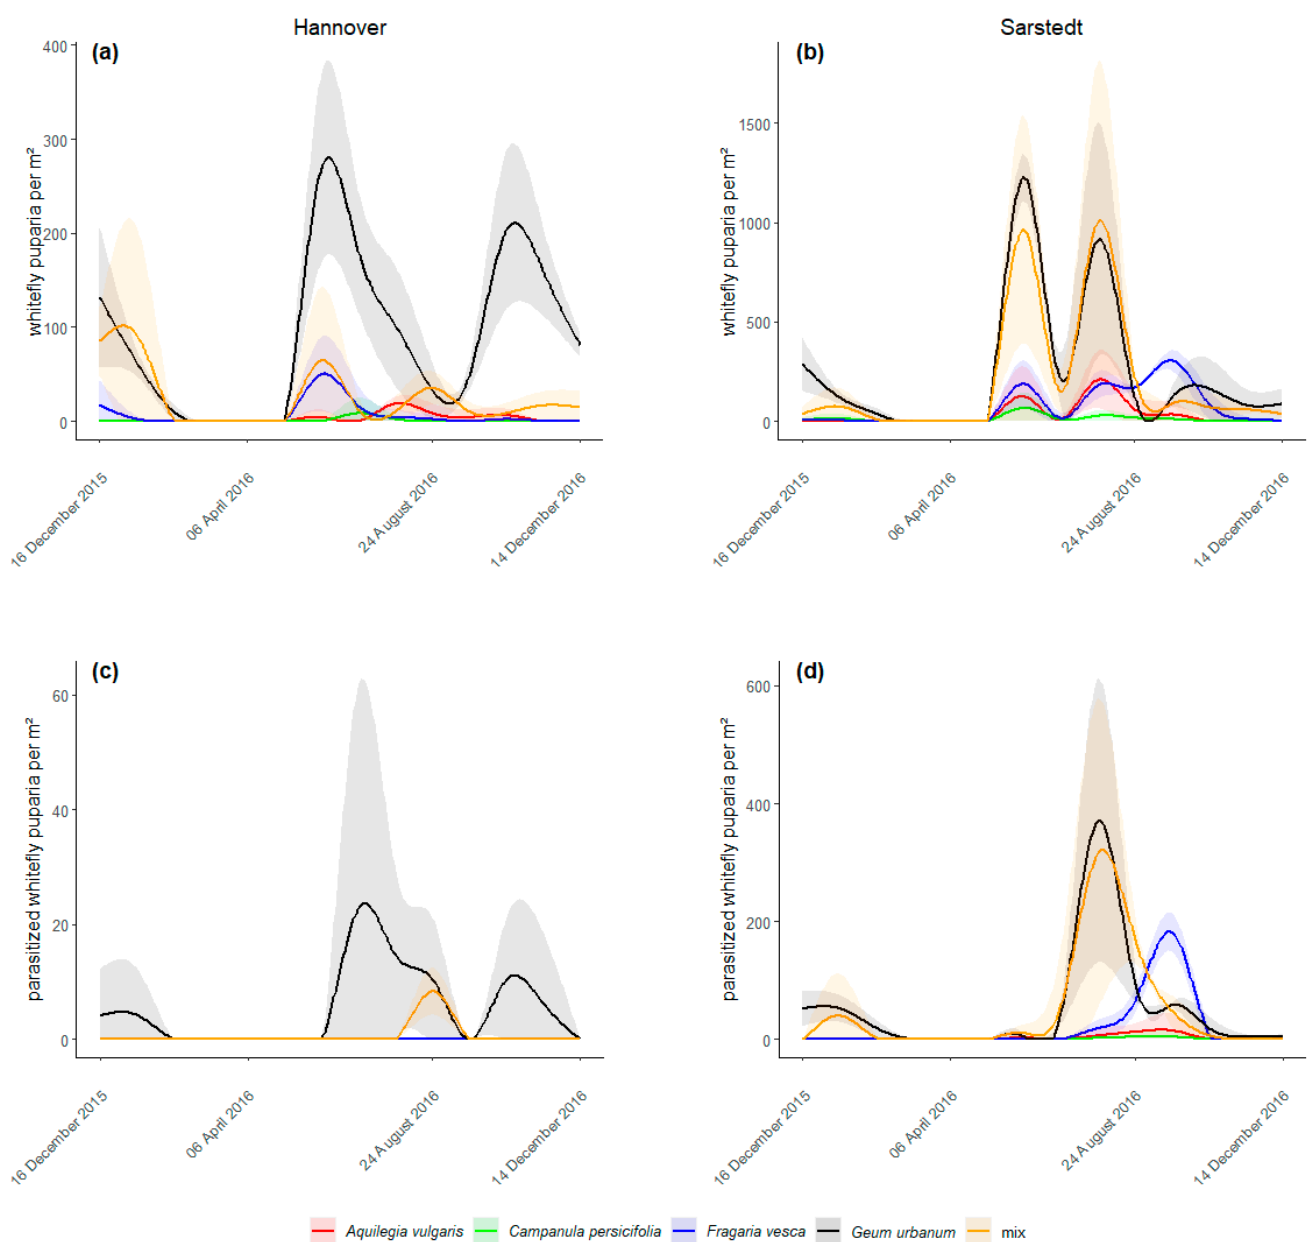 Hannover
Sarstedt
(a)
whitefly puparia per m²
400
300
200
100
0
16 December 2015
06 April 2016
24 August 2016
14 December 2016
(b)
whitefly puparia per m²
1500
1000
500
0
16 December 2015
06 April 2016
24 August 2016
14 December 2016
(c)
parasitized whitefly puparia per m²
60
40
20
0
16 December 2015
06 April 2016
24 August 2016
14 December 2016
(d)
parasitized whitefly puparia per m²
600
400
200
0
16 December 2015
06 April 2016
24 August 2016
14 December 2016
Aquilegia vulgaris Campanula persicifolia Fragaria vesca Geum urbanum mix